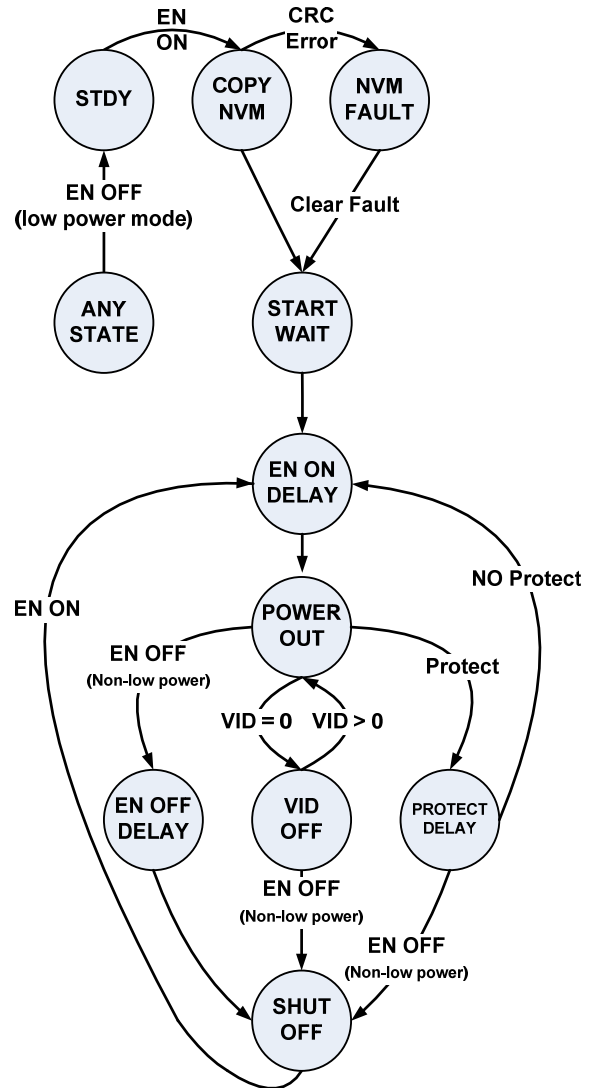 EN
ON
CRC
Error
STDY
COPY
NVM
NVM
FAULT
EN OFF
(low power mode)
Clear Fault
ANY
STATE
START
WAIT
EN ON
DELAY
NO Protect
EN ON
POWER
OUT
EN OFF
(Non-low power)
Protect
VID = 0
VID > 0
EN OFF
DELAY
VID
OFF
PROTECT
DELAY
EN OFF
(Non-low power)
EN OFF
(Non-low power)
SHUT
OFF